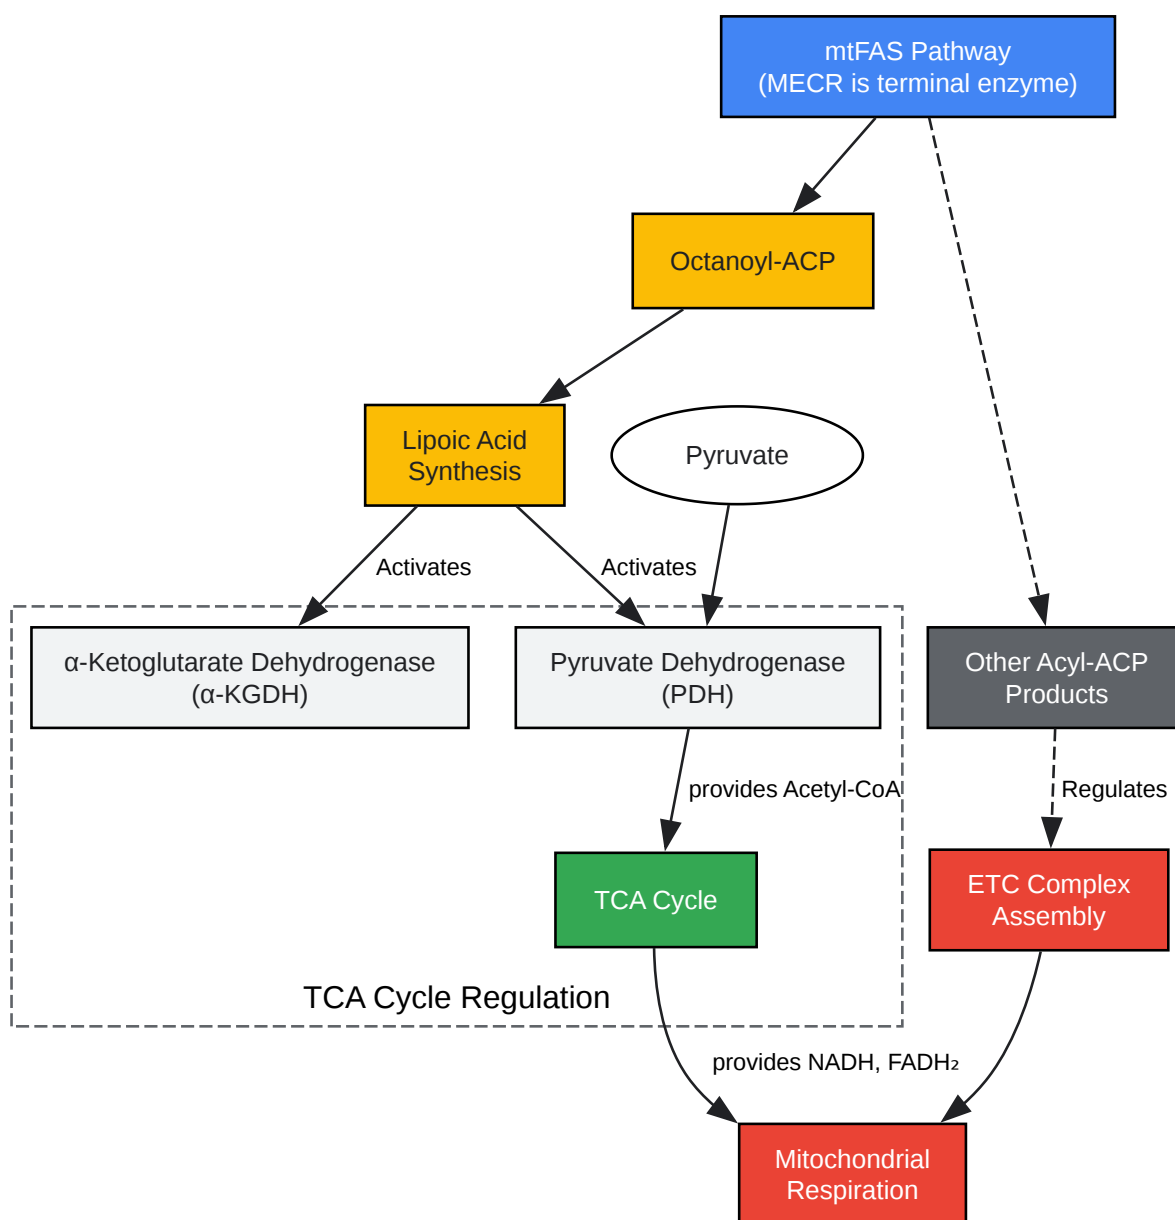 mtFAS Pathway
(MECR is terminal enzyme)
Octanoyl-ACP
Lipoic Acid
Synthesis
Pyruvate
Activates
Activates
α-Ketoglutarate Dehydrogenase
(α-KGDH)
Pyruvate Dehydrogenase
(PDH)
Other Acyl-ACP
Products
provides Acetyl-CoA
Regulates
TCA Cycle
ETC Complex
Assembly
TCA Cycle Regulation
provides NADH, FADH₂
Mitochondrial
Respiration